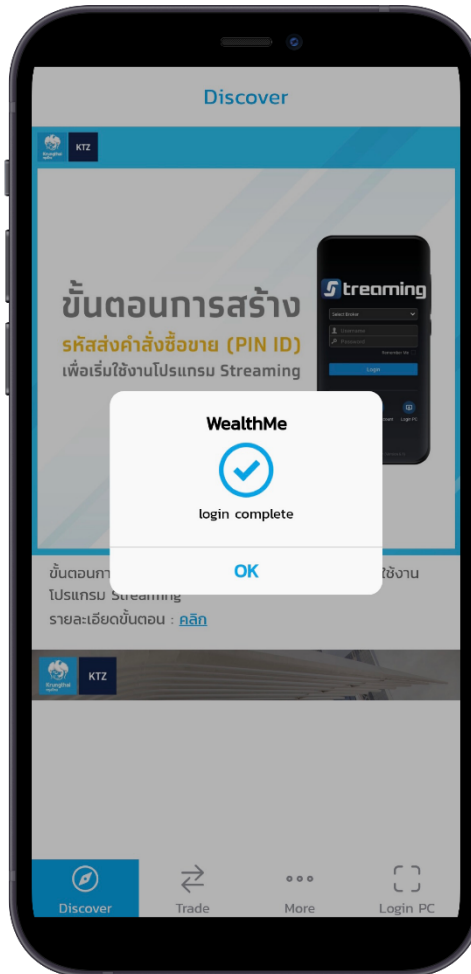 Discover
Krungthai
KTZ
ขั้นตอนการสร้าง
รหัสส่งคำสั่งซื้อขาย (PIN ID)
เพื่อเริ่มใช้งานโปรแกรม Streaming
Streaming
Select Broker
Username
Password
Remember Me
Login
Login PC
WealthMe
login complete
OK
ขั้นตอนกา ใช้งาน
โปรแกรม Streaming
รายละเอียดขั้นตอน : คลิก
Krungthai
KTZ
Discover
Trade
More
Login PC